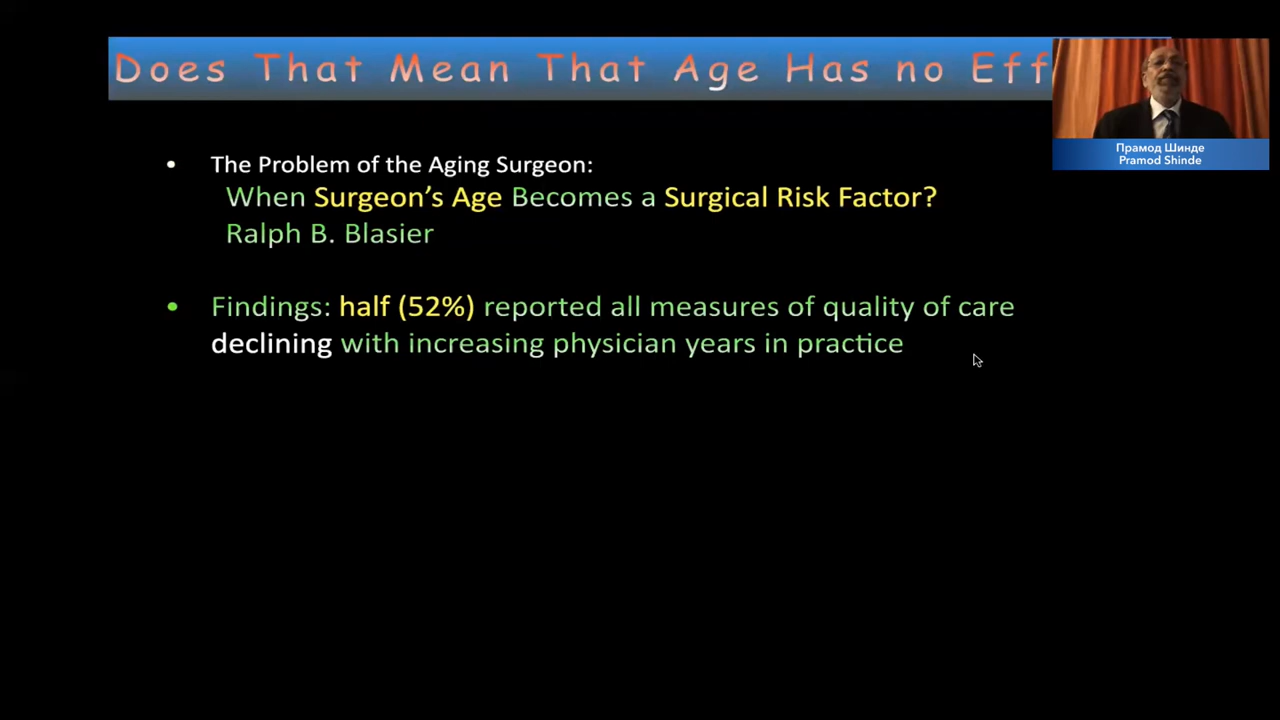 Does That Mean That Age Has no Eff
Прамод Шинде
Pramod Shinde
• The Problem of the Aging Surgeon:
When Surgeon’s Age Becomes a Surgical Risk Factor?
Ralph B. Blasier
• Findings: half (52%) reported all measures of quality of care
declining with increasing physician years in practice